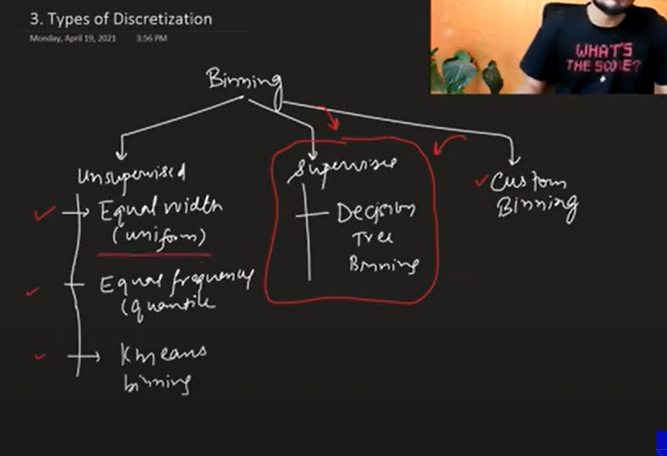 3. Types of Discretization
Monday, April 19, 2021 3:56 PM
WHAT'S
THE SCORE?
Binning
Unsupervised
Equal width
(uniform)
Equal frequency
(quantile
Kmeans
binning
Supervise
Decision
Tree
Binning
Custom
Binning